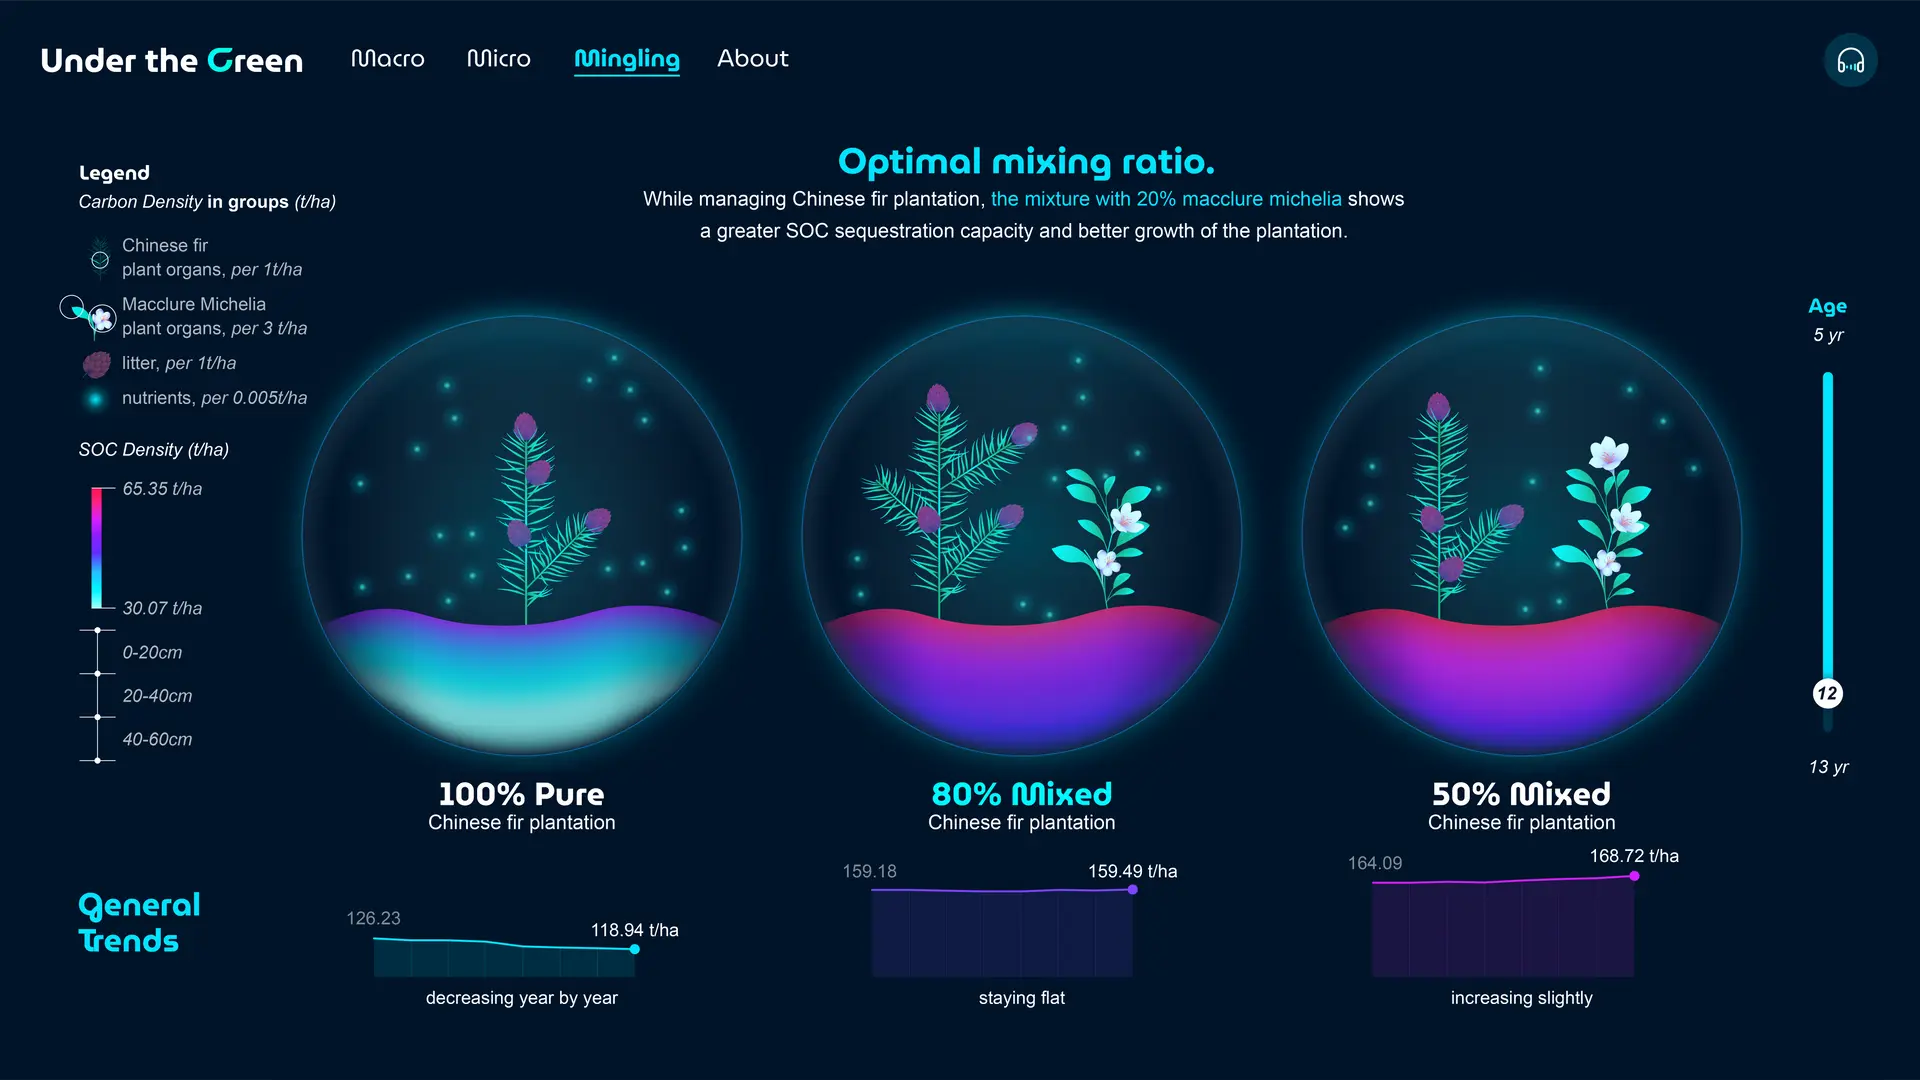 Under the Green
Macro
Micro
Mingling
About
Optimal mixing ratio.
While managing Chinese fir plantation, the mixture with 20% macclure michelia shows
a greater SOC sequestration capacity and better growth of the plantation.
Legend
Carbon Density in groups (t/ha)
Chinese fir
plant organs, per 1t/ha
Macclure Michelia
plant organs, per 3 t/ha
litter, per 1t/ha
nutrients, per 0.005t/ha
SOC Density (t/ha)
65.35 t/ha
30.07 t/ha
0-20cm
20-40cm
40-60cm
Age
5 yr
12
13 yr
100% Pure
Chinese fir plantation
80% Mixed
Chinese fir plantation
50% Mixed
Chinese fir plantation
General
Trends
126.23
118.94 t/ha
decreasing year by year
159.18
159.49 t/ha
staying flat
164.09
168.72 t/ha
increasing slightly